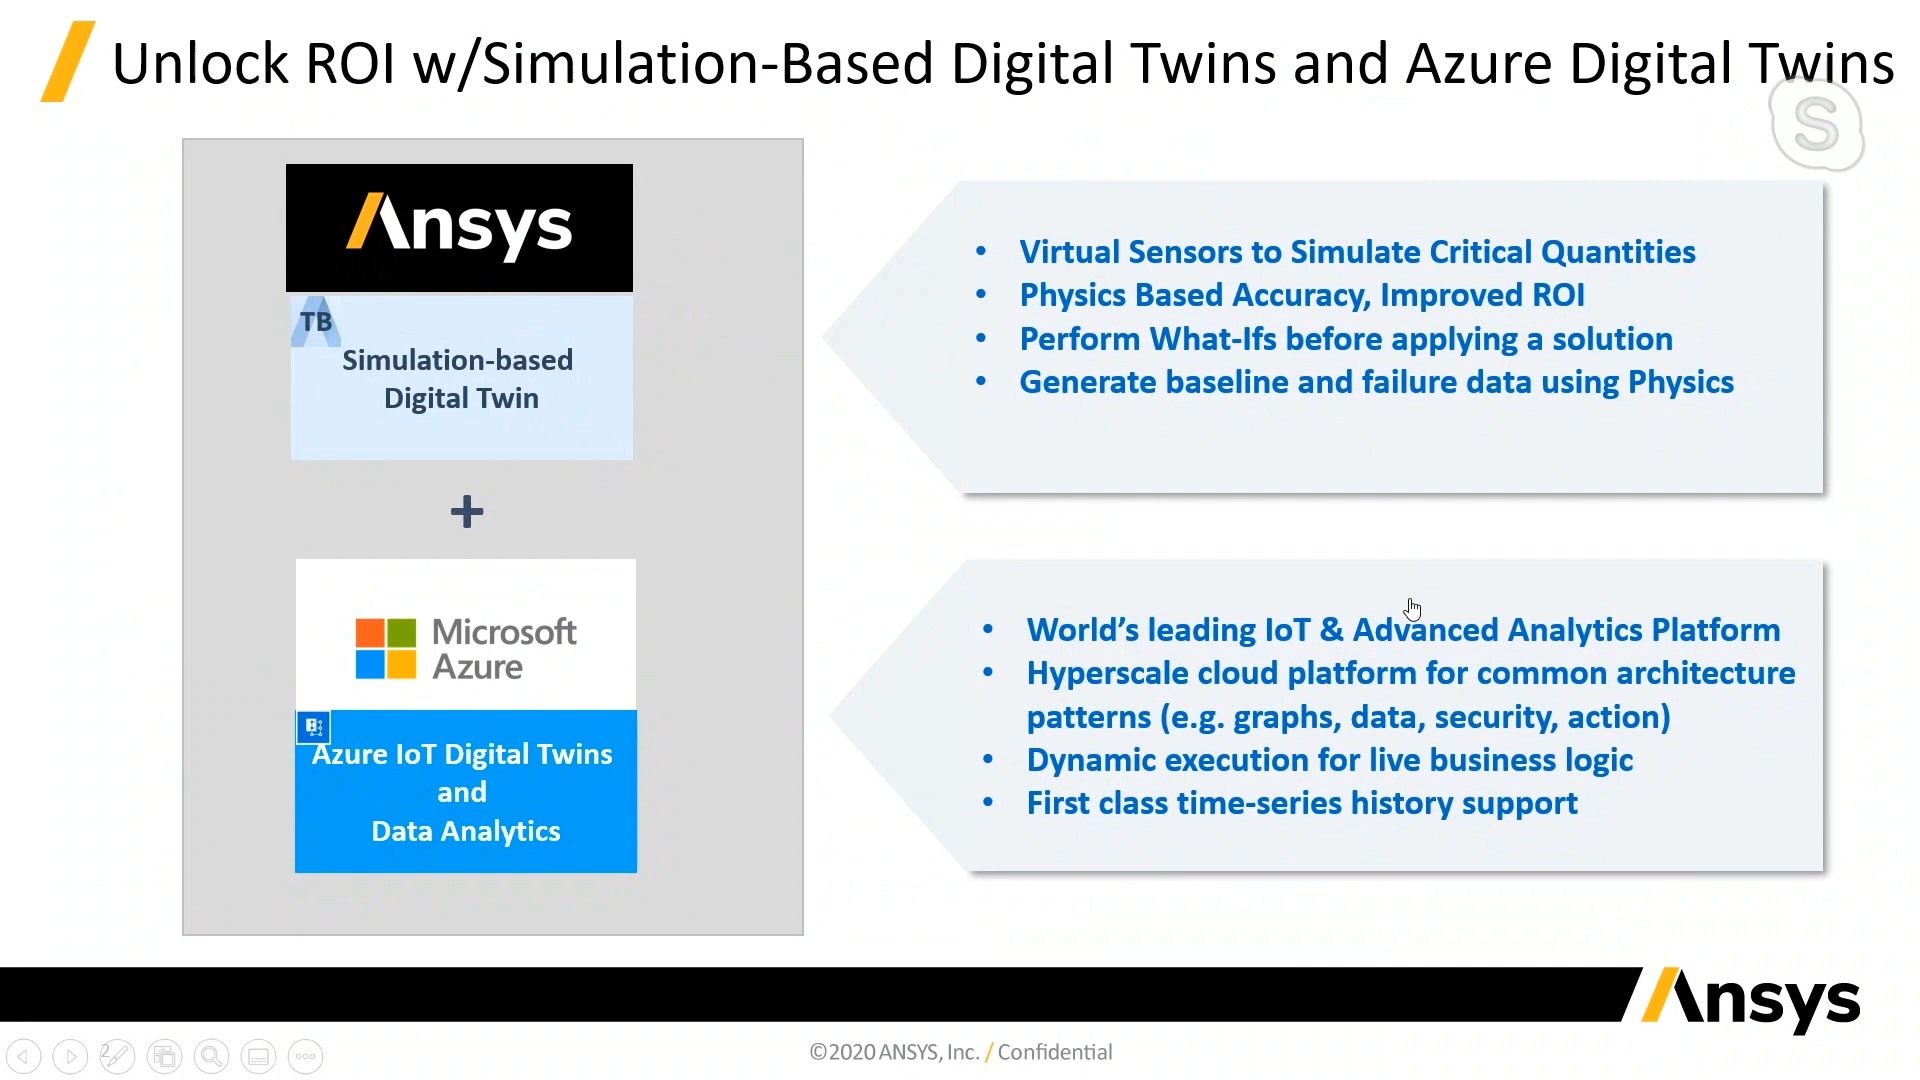 Unlock ROI w/Simulation-Based Digital Twins and Azure Digital Twins
S
Ansys
TB
Simulation-based
Digital Twin
+
Microsoft
Azure
Azure IoT Digital Twins
and
Data Analytics
• Virtual Sensors to Simulate Critical Quantities
• Physics Based Accuracy, Improved ROI
• Perform What-Ifs before applying a solution
• Generate baseline and failure data using Physics
• World’s leading IoT & Advanced Analytics Platform
• Hyperscale cloud platform for common architecture
patterns (e.g. graphs, data, security, action)
• Dynamic execution for live business logic
• First class time-series history support
Ansys
2
©2020 ANSYS, Inc. / Confidential